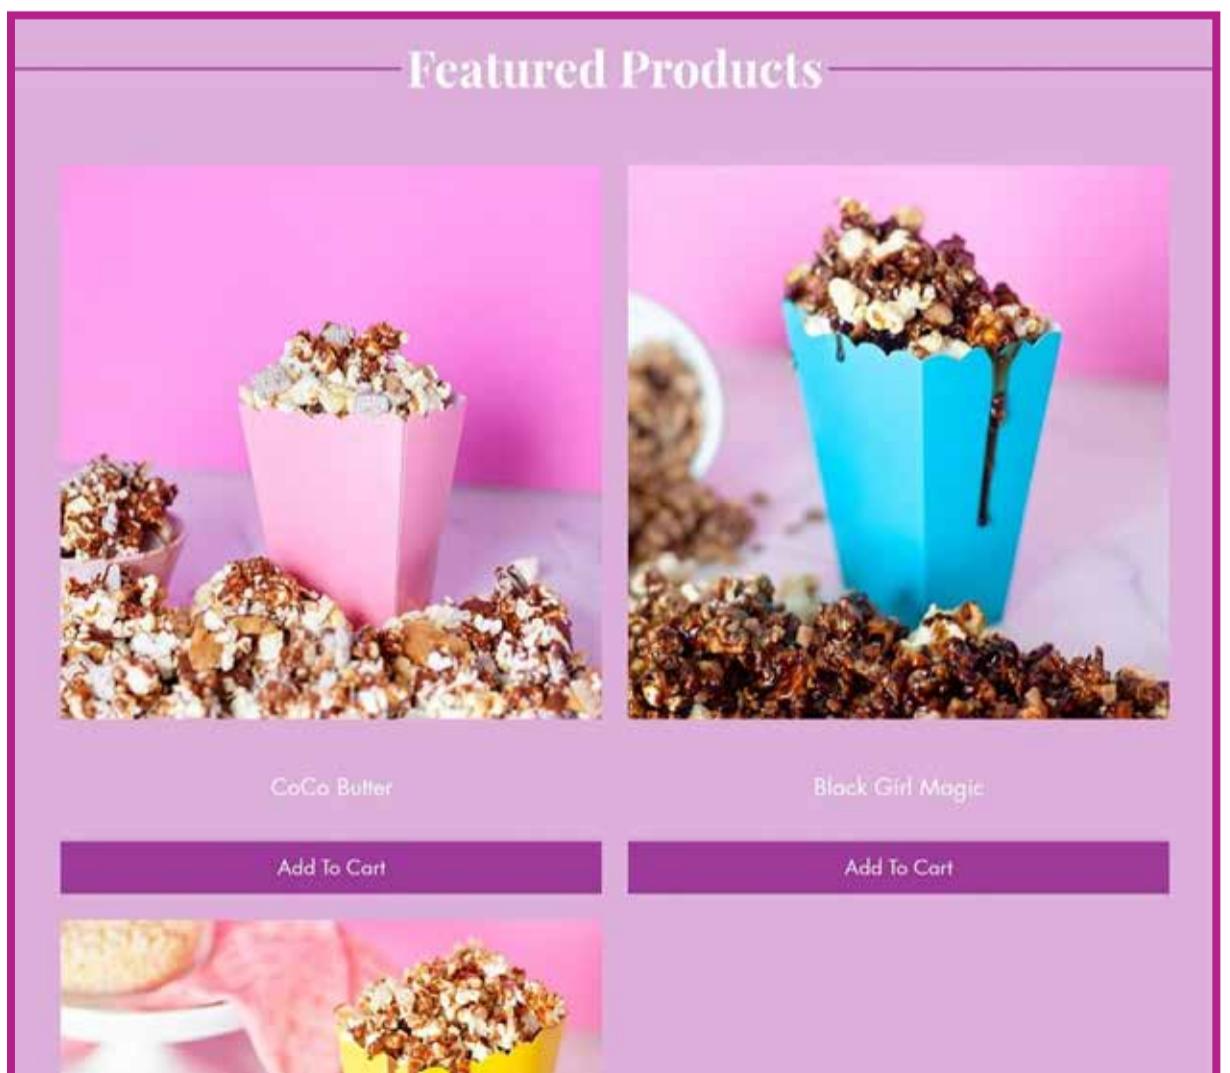 Featured Products
CoCo Butter
Black Girl Magic
Add To Cart
Add To Cart